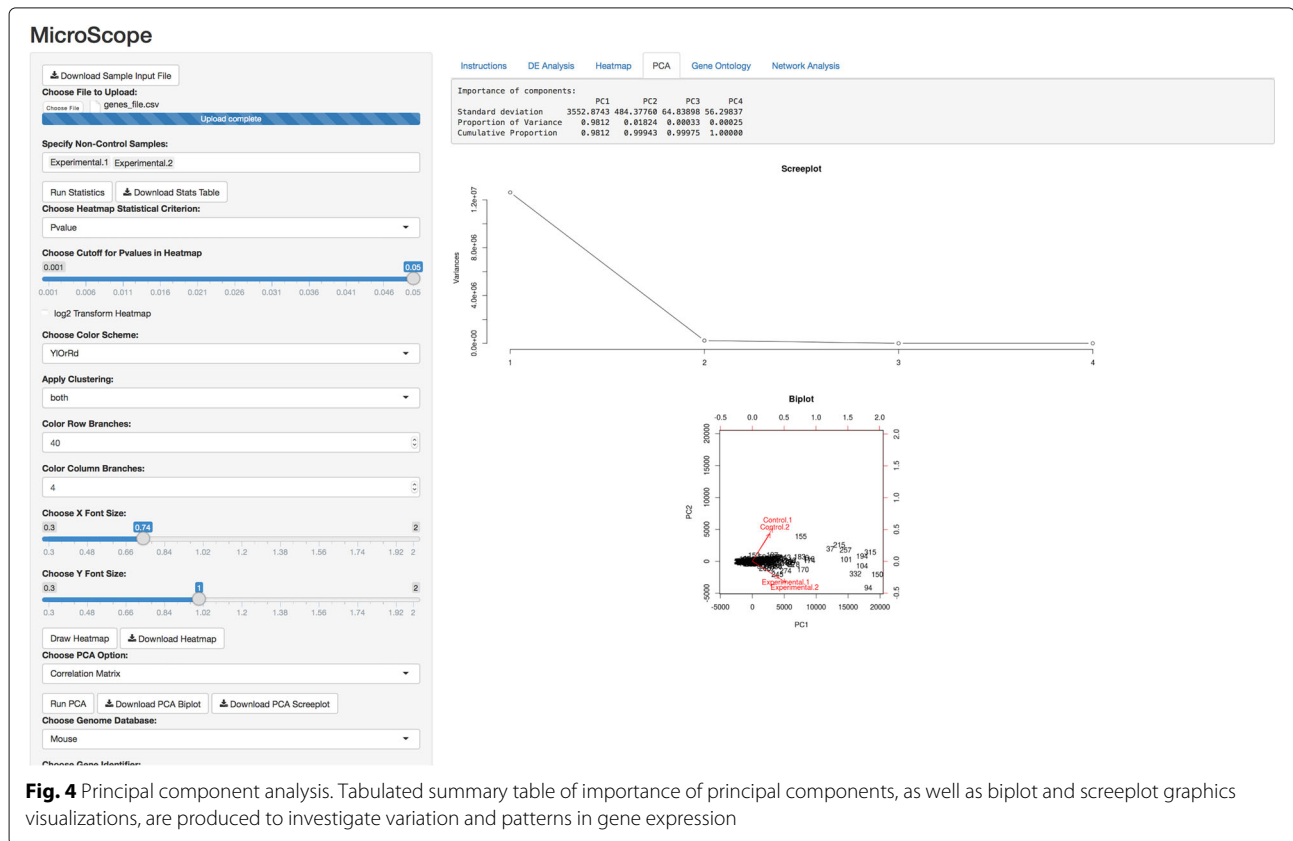 MicroScope
Download Sample Input File
Choose File to Upload:
Choose File genes_file.csv
Upload complete
Specify Non-Control Samples:
Experimental.1 Experimental.2
Run Statistics Download Stats Table
Choose Heatmap Statistical Criterion:
Pvalue
Choose Cutoff for Pvalues in Heatmap
0.001 0.05
0.001 0.006 0.011 0.016 0.021 0.026 0.031 0.036 0.041 0.046 0.05
log2 Transform Heatmap
Choose Color Scheme:
YlOrRd
Apply Clustering:
both
Color Row Branches:
40
Color Column Branches:
4
Choose X Font Size:
0.3 0.74 2
0.3 0.48 0.66 0.84 1.02 1.2 1.38 1.56 1.74 1.92 2
Choose Y Font Size:
0.3 1 2
0.3 0.48 0.66 0.84 1.02 1.2 1.38 1.56 1.74 1.92 2
Draw Heatmap Download Heatmap
Choose PCA Option:
Correlation Matrix
Run PCA Download PCA Biplot Download PCA Screeplot
Choose Genome Database:
Mouse
Choose Gene Identifier:
Instructions DE Analysis Heatmap PCA Gene Ontology Network Analysis
Importance of components:
PC1 PC2 PC3 PC4
Standard deviation 3552.8743 484.37760 64.83898 56.29837
Proportion of Variance 0.9812 0.01824 0.00033 0.00025
Cumulative Proportion 0.9812 0.99943 0.99975 1.00000
Screeplot
Variances
1.2e+07
8.0e+06
4.0e+06
0.0e+00
1 2 3 4
Biplot
-0.5 0.0 0.5 1.0 1.5 2.0
20000
15000
10000
5000
0
-5000
PC2
2.0
1.5
1.0
0.5
0.0
-0.5
Control.1
Control.2
155
215
37 257 315
194
101
104
170
274
245
332 150
94
Experimental.1
Experimental.2
-5000 0 5000 10000 15000 20000
PC1
Fig. 4 Principal component analysis. Tabulated summary table of importance of principal components, as well as biplot and screeplot graphics
visualizations, are produced to investigate variation and patterns in gene expression